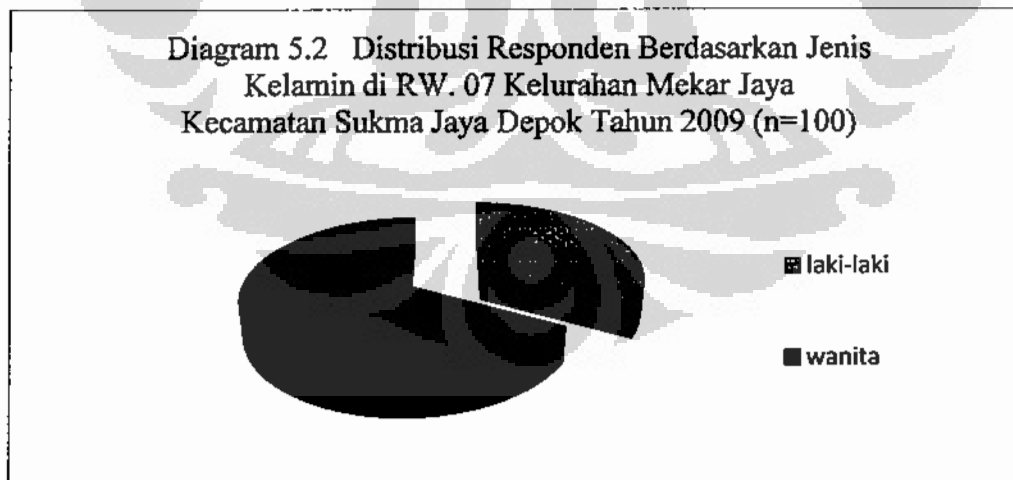 Diagram 5.2 Distribusi Responden Berdasarkan Jenis
Kelamin di RW. 07 Kelurahan Mekar Jaya
Kecamatan Sukma Jaya Depok Tahun 2009 (n=100)
laki-laki
wanita